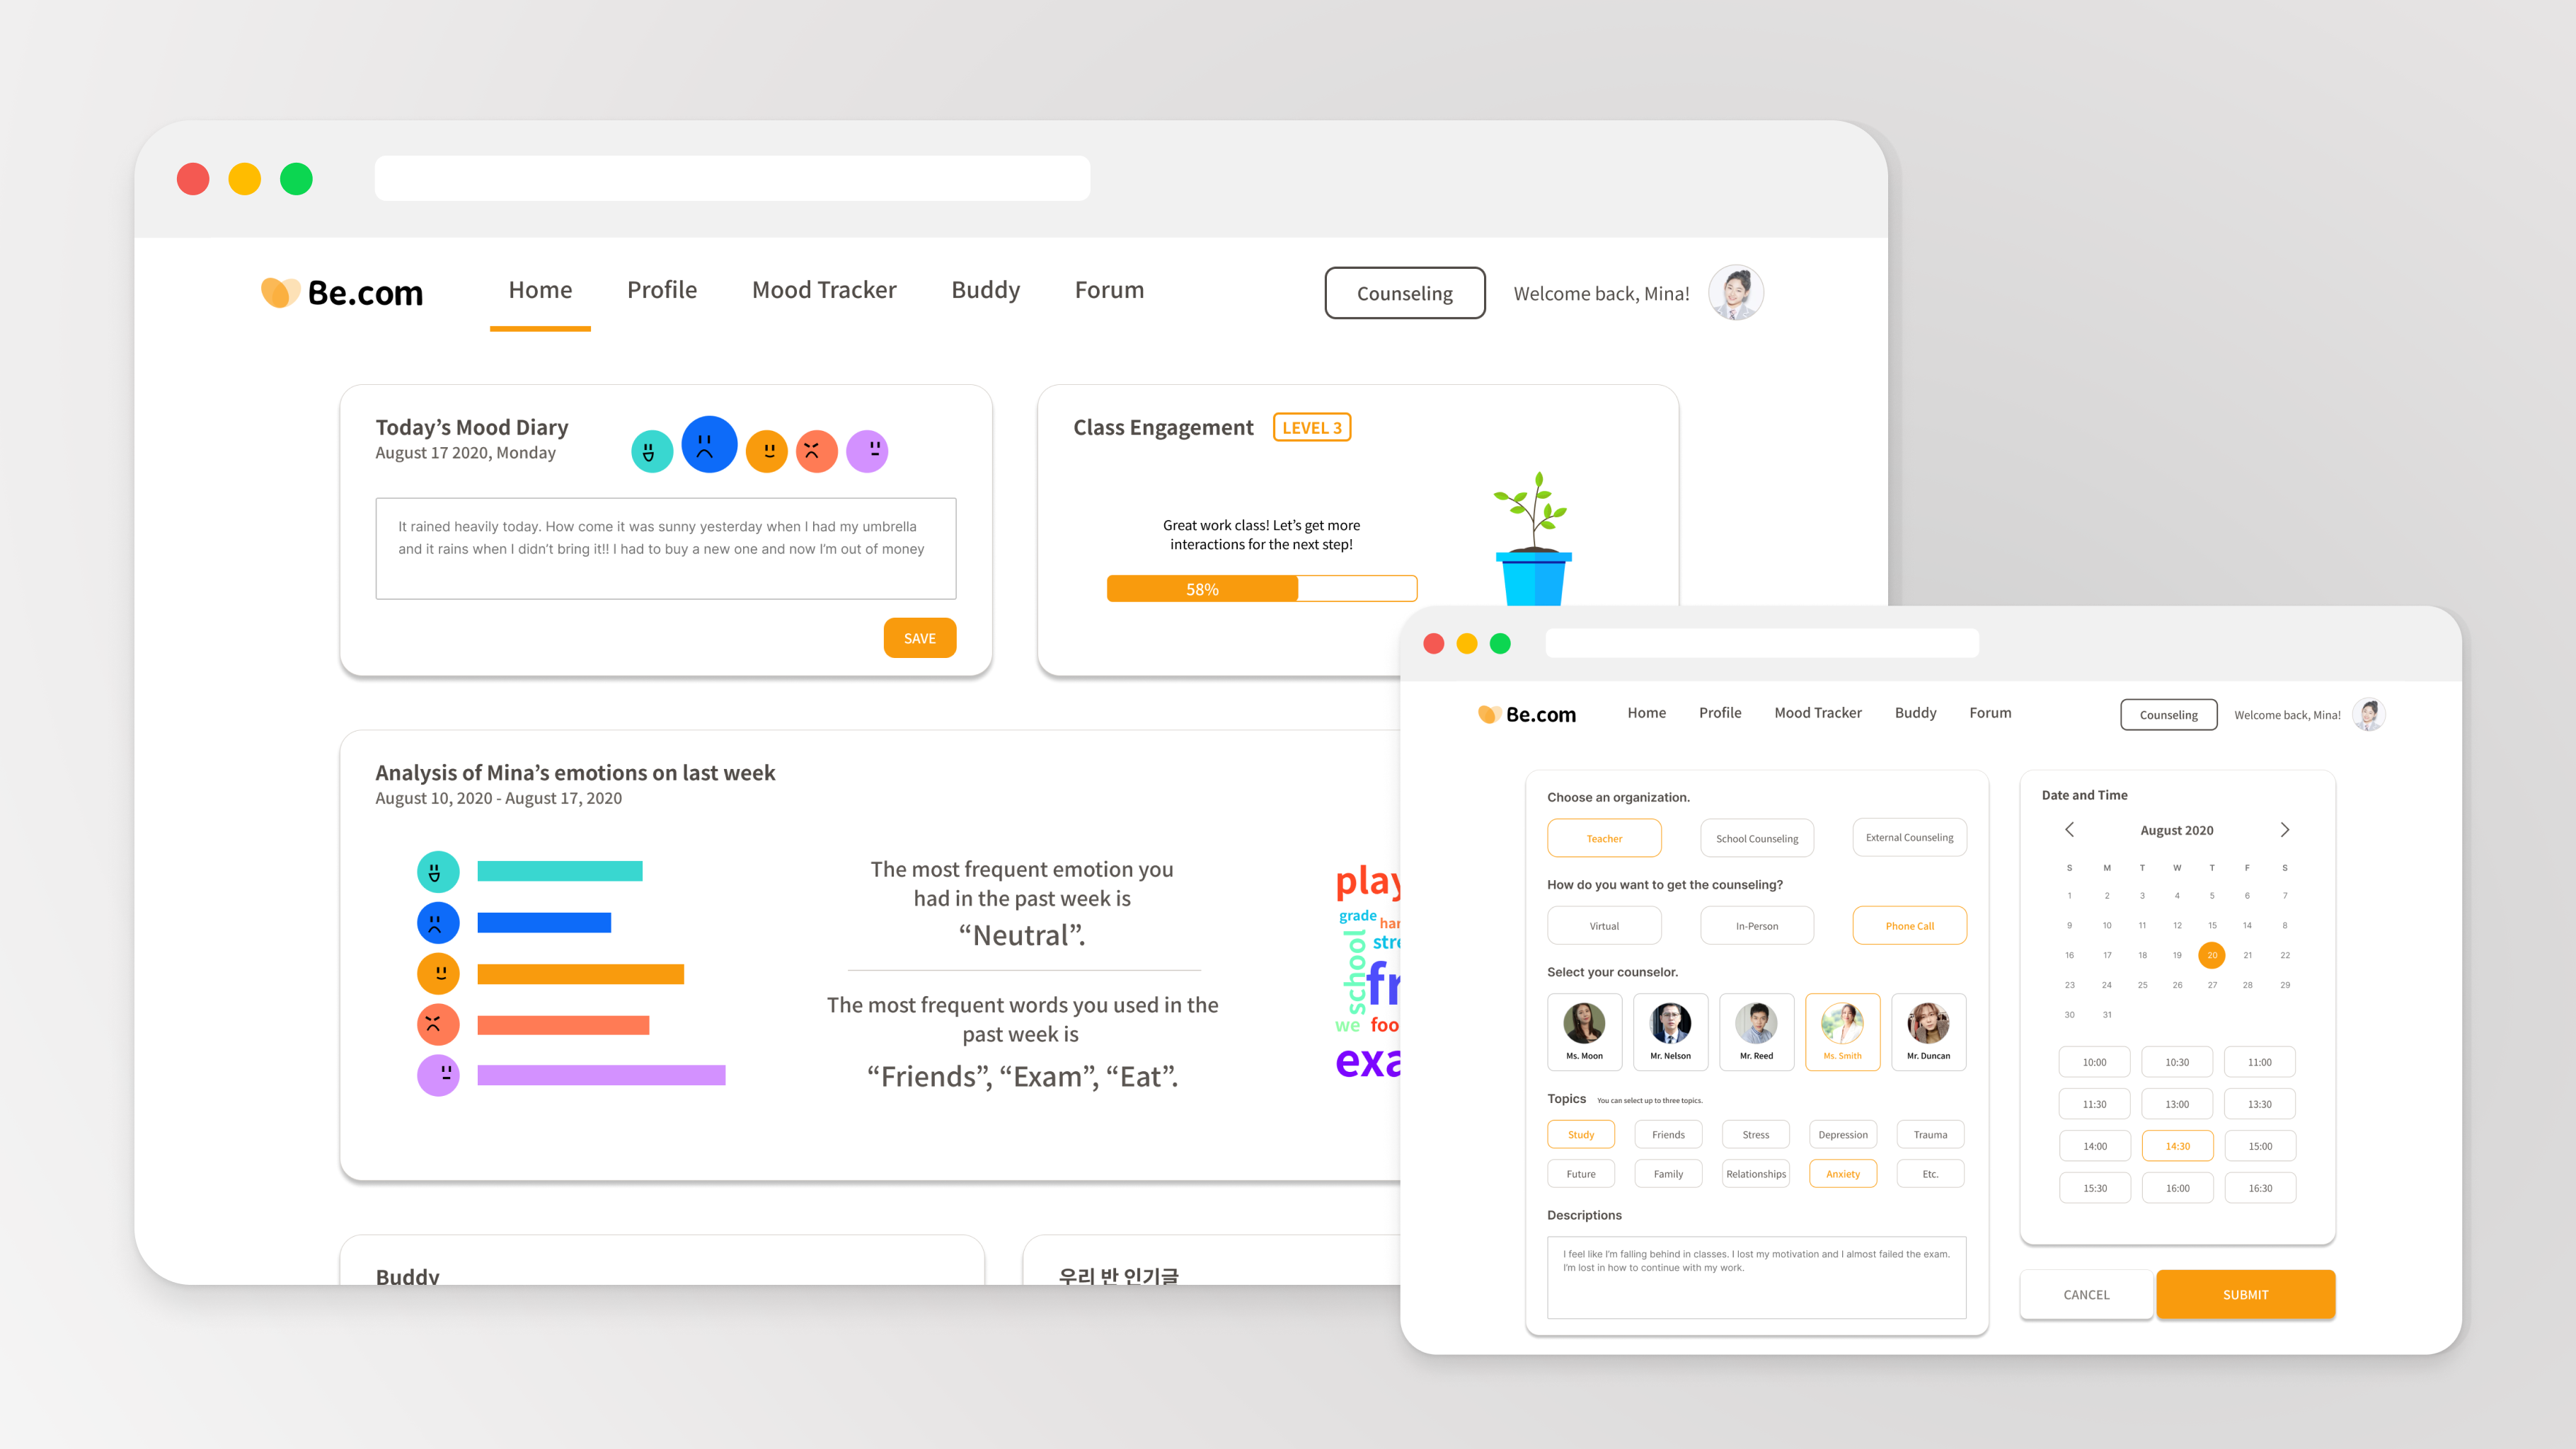 Be.com
Home Profile Mood Tracker Buddy Forum
Counseling
Welcome back, Mina!
Today's Mood Diary
August 17 2020, Monday
It rained heavily today. How come it was sunny yesterday when I had my umbrella
and it rains when I didn't bring it!! I had to buy a new one and now I'm out of money
SAVE
Class Engagement LEVEL 3
Great work class! Let's get more
interactions for the next step!
58%
Analysis of Mina's emotions on last week
August 10, 2020 - August 17, 2020
The most frequent emotion you
had in the past week is
“Neutral”.
The most frequent words you used in the
past week is
“Friends”, “Exam”, “Eat”.
play
grade
school
we
Buddy
우리 반 인기글
Be.com
Home Profile Mood Tracker Buddy Forum
Counseling
Welcome back, Mina!
Choose an organization.
Teacher School Counseling External Counseling
How do you want to get the counseling?
Virtual In-Person Phone Call
Select your counselor.
Ms. Moon Mr. Nelson Mr. Reed Ms. Smith Mr. Duncan
Topics You can select up to three topics.
Study Friends Stress Depression Trauma
Future Family Relationships Anxiety Etc.
Descriptions
I feel like I'm falling behind in classes. I lost my motivation and I almost failed the exam.
I'm lost in how to continue with my work.
Date and Time
August 2020
S M T W T F S
1 2 3 4 5 6 7
9 10 11 12 15 14 8
16 17 18 19 20 21 22
23 24 25 26 27 28 29
30 31
10:00 10:30 11:00
11:30 13:00 13:30
14:00 14:30 15:00
15:30 16:00 16:30
CANCEL SUBMIT